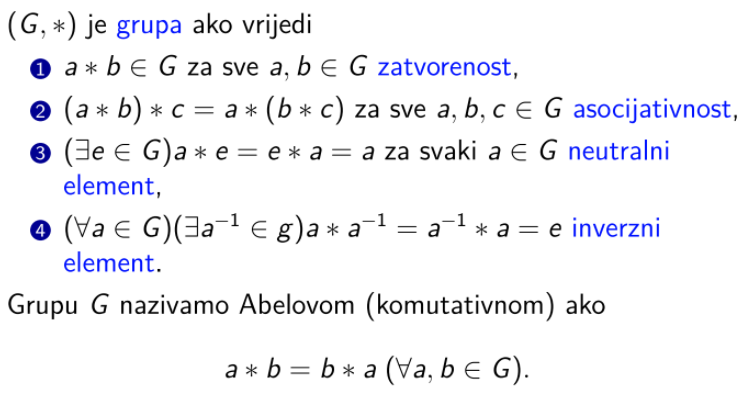 (G, ∗) je grupa ako vrijedi
1 a ∗ b ∈ G za sve a, b ∈ G zatvorenost,
2 (a ∗ b) ∗ c = a ∗ (b ∗ c) za sve a, b, c ∈ G asocijativnost,
3 (∃e ∈ G)a ∗ e = e ∗ a = a za svaki a ∈ G neutralni
element,
4 (∀a ∈ G)(∃a⁻¹ ∈ g)a ∗ a⁻¹ = a⁻¹ ∗ a = e inverzni
element.
Grupu G nazivamo Abelovom (komutativnom) ako
a ∗ b = b ∗ a (∀a, b ∈ G).